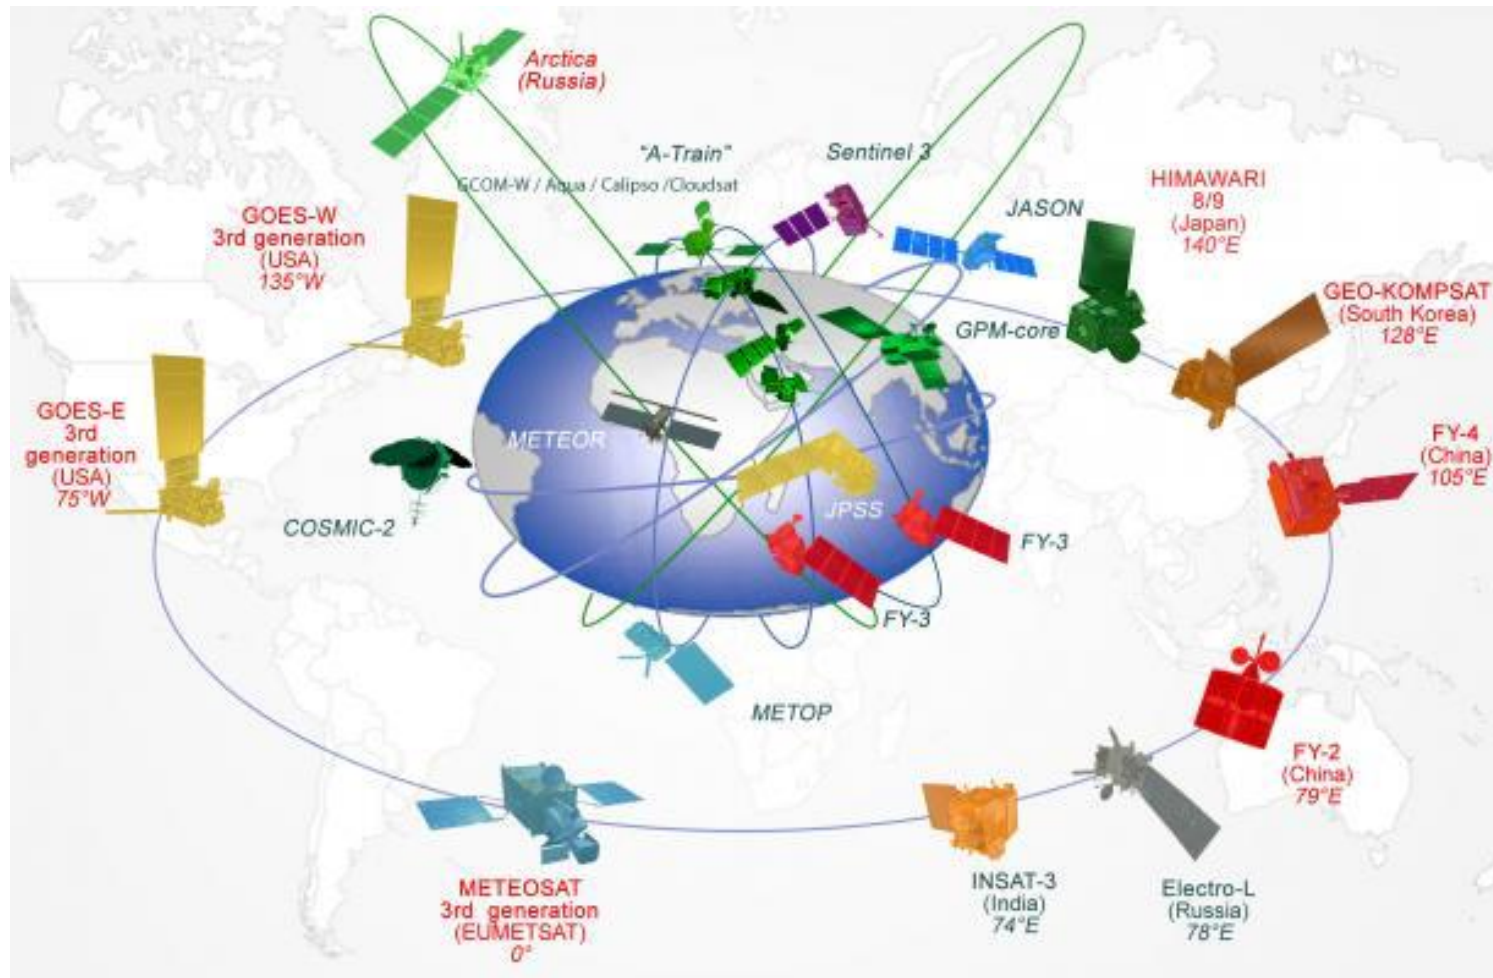 Arctica
(Russia)
"A-Train"
GCOM-W / Aqua / Calipso /Cloudsat
Sentinel 3
JASON
HIMAWARI
8/9
(Japan)
140°E
GOES-W
3rd generation
(USA)
135°W
GEO-KOMPSAT
(South Korea)
128°E
GPM-core
GOES-E
3rd
generation
(USA)
75°W
METEOR
FY-4
(China)
105°E
COSMIC-2
JPSS
FY-3
FY-3
METOP
FY-2
(China)
79°E
METEOSAT
3rd generation
(EUMETSAT)
0°
INSAT-3
(India)
74°E
Electro-L
(Russia)
78°E